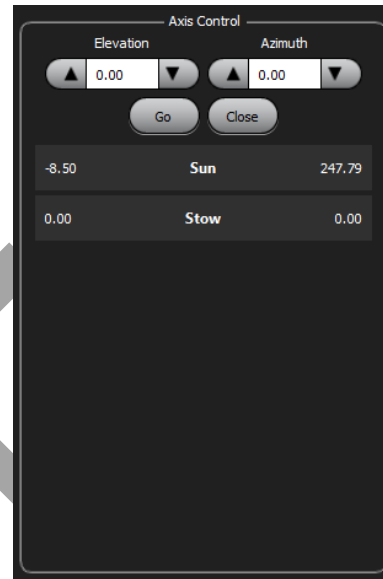 Axis Control
Elevation Azimuth
0.00 0.00
Go Close
-8.50 Sun 247.79
0.00 Stow 0.00